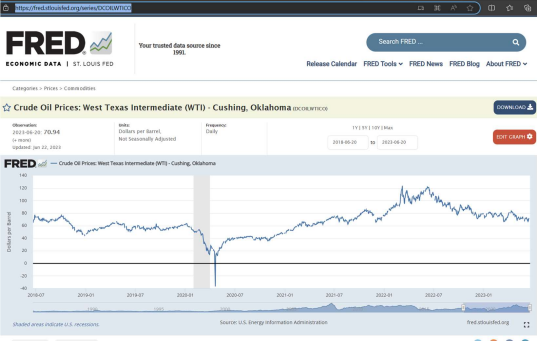 https://fred.stlouisfed.org/series/DCOILWTICO
FRED
ECONOMIC DATA | ST. LOUIS FED
Your trusted data source since
1991.
Search FRED ...
Release Calendar FRED Tools FRED News FRED Blog About FRED
Categories > Prices > Commodities
Crude Oil Prices: West Texas Intermediate (WTI) - Cushing, Oklahoma (DCOILWTICO)
DOWNLOAD
Observation: Units: Frequency:
2023-06-20: 70.94 Dollars per Barrel, Daily 1Y | 5Y | 10Y | Max
(+ more) Not Seasonally Adjusted
Updated: Jun 22, 2023
2018-06-20 to 2023-06-20
EDIT GRAPH
FRED — Crude Oil Prices: West Texas Intermediate (WTI) - Cushing, Oklahoma
140
120
100
80
60
40
20
0
-20
-40
Dollars per Barrel
2018-07 2019-01 2019-07 2020-01 2020-07 2021-01 2021-07 2022-01 2022-07 2023-01
Shaded areas indicate U.S. recessions. Source: U.S. Energy Information Administration fred.stlouisfed.org